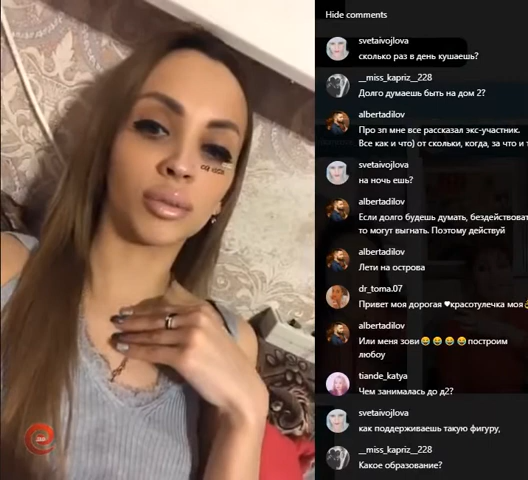 Hide comments
svetaivojlova
сколько раз в день кушаешь?
__miss_kapriz__228
Долго думаешь быть на дом 2?
albertadilov
Про зп мне все рассказал экс-участник.
Все как и что) от скольки, когда, за что и
svetaivojlova
на ночь ешь?
albertadilov
Если долго будешь думать, бездействоват
то могут выгнать. Поэтому действуй
albertadilov
Лети на острова
dr_toma.07
Привет моя дорогая ♥красотулечка моя
albertadilov
Или меня зови😂😂😂😂построим
любоу
tiande_katya
Чем занималась до д2??
svetaivojlova
как поддерживаешь такую фигуру,
__miss_kapriz__228
Какое образование?